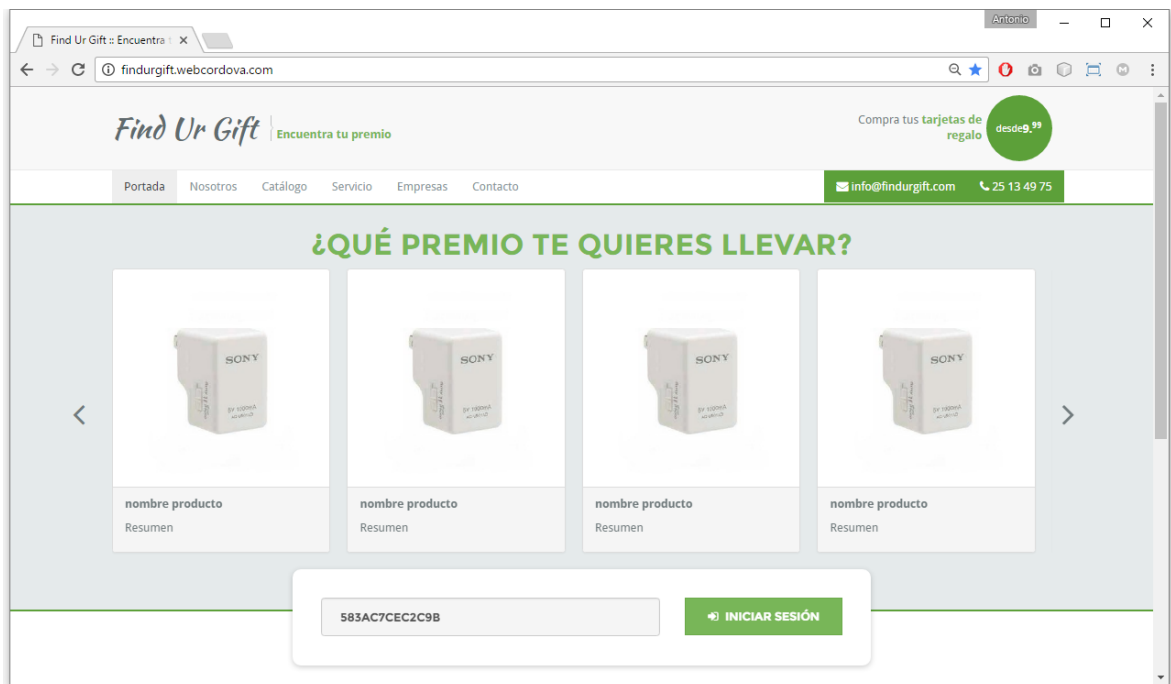 Antonio
Find Ur Gift :: Encuentra t
findurgift.webcordova.com
Find Ur Gift
Encuentra tu premio
Compra tus tarjetas de
regalo
desde9.99
Portada Nosotros Catálogo Servicio Empresas Contacto
info@findurgift.com 25 13 49 75
¿QUÉ PREMIO TE QUIERES LLEVAR?
SONY SONY SONY SONY
nombre producto nombre producto nombre producto nombre producto
Resumen Resumen Resumen Resumen
583AC7CEC2C9B
INICIAR SESIÓN